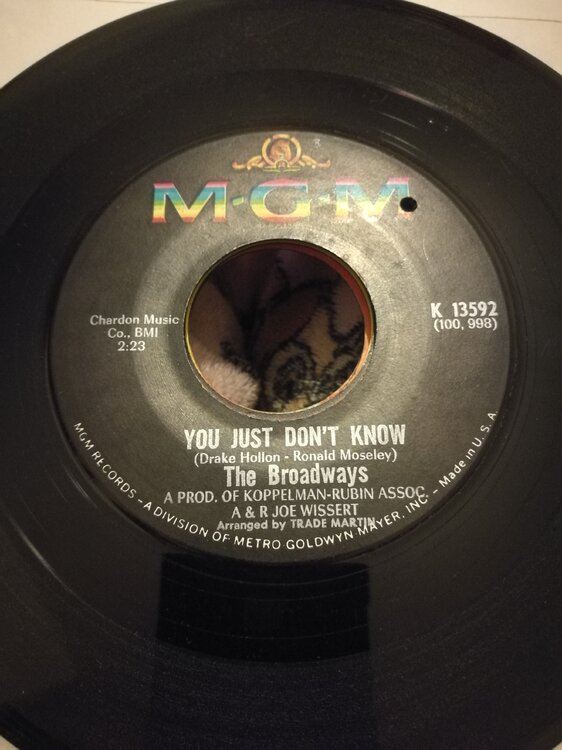 M-G-M
Chardon Music
Co., BMI
2:23
K 13592
(100, 998)
YOU JUST DON'T KNOW
(Drake Hollon - Ronald Moseley)
The Broadways
A PROD. OF KOPPELMAN-RUBIN ASSOC.
A & R JOE WISSERT
Arranged by TRADE MARTIN
MGM RECORDS - A DIVISION OF METRO GOLDWYN MAYER, INC. - Made in U.S.A.